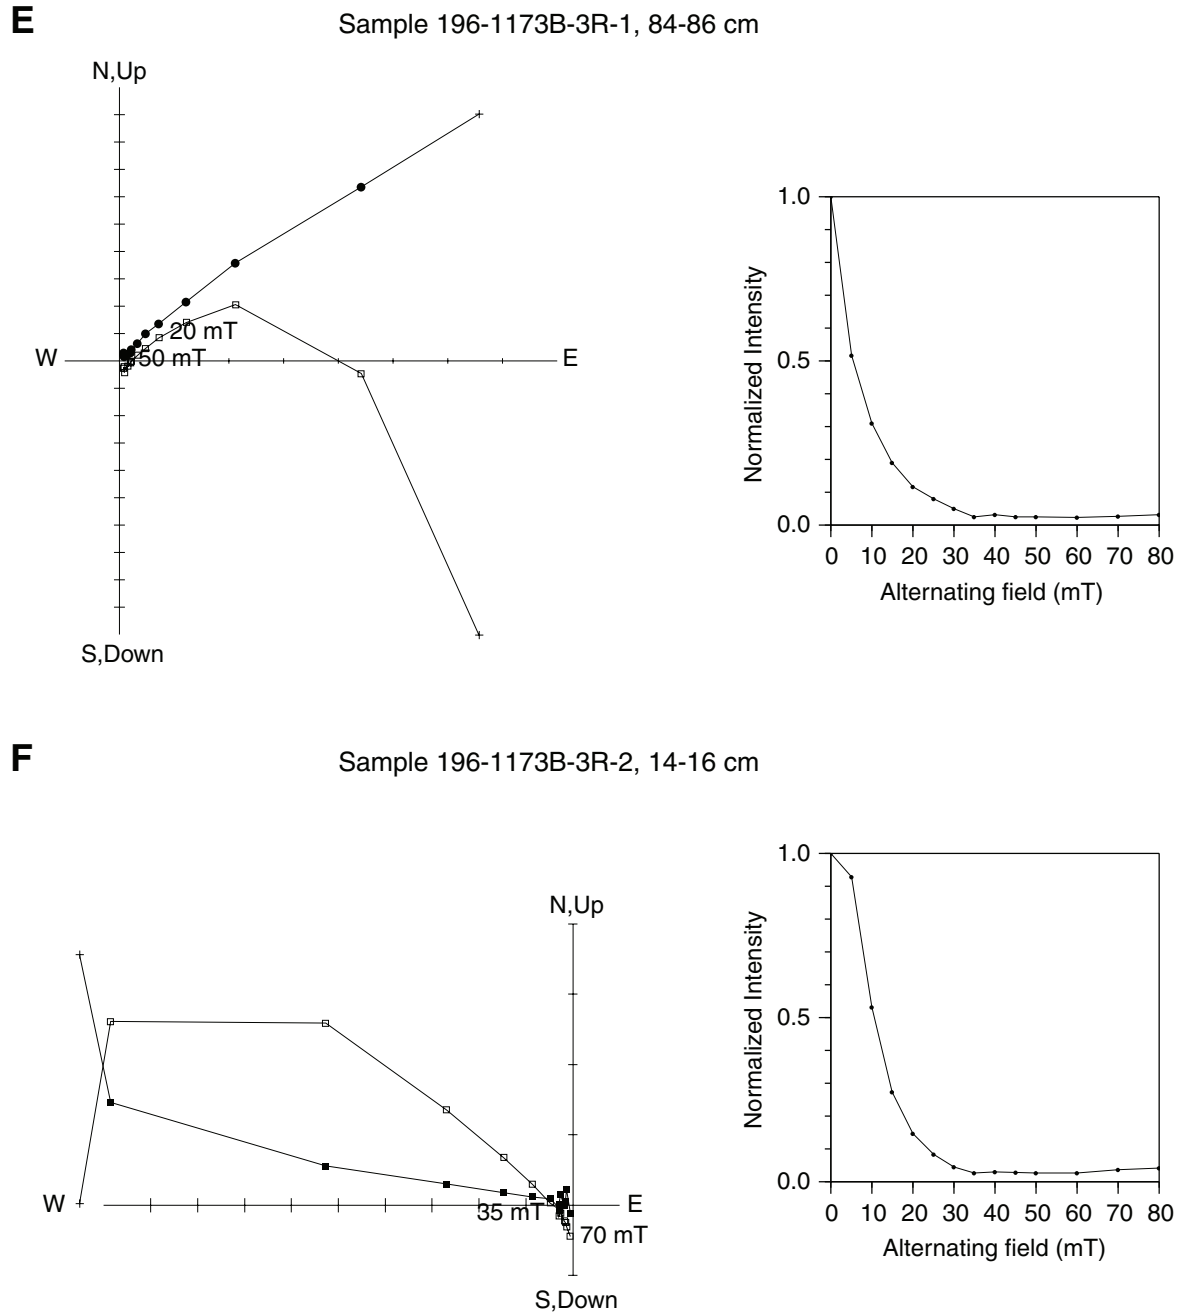 E
Sample 196-1173B-3R-1, 84-86 cm
N,Up
W
E
20 mT
50 mT
S,Down
1.0
0.5
0.0
Normalized Intensity
0 10 20 30 40 50 60 70 80
Alternating field (mT)
F
Sample 196-1173B-3R-2, 14-16 cm
N,Up
W
E
35 mT
70 mT
S,Down
1.0
0.5
0.0
Normalized Intensity
0 10 20 30 40 50 60 70 80
Alternating field (mT)